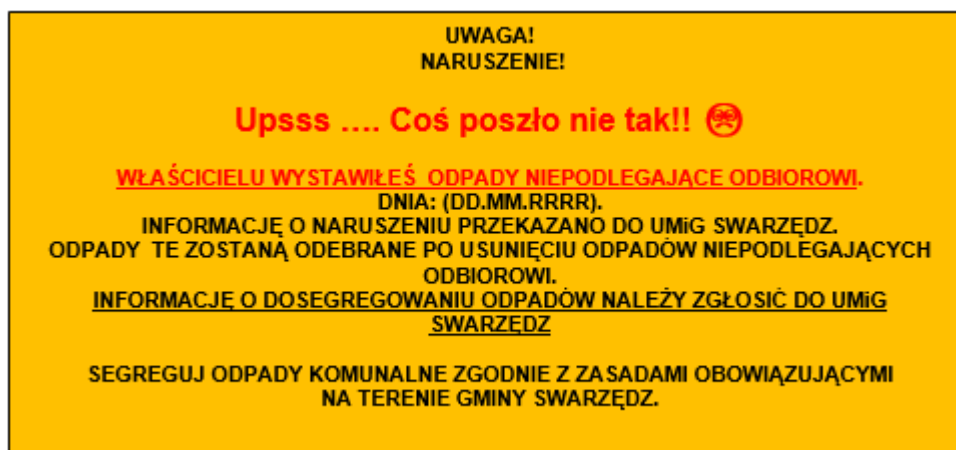 UWAGA!
NARUSZENIE!
Upsss .... Coś poszło nie tak!!
WŁAŚCICIELU WYSTAWIŁEŚ ODPADY NIEPODLEGAJĄCE ODBIOROWI.
DNIA: (DD.MM.RRRR).
INFORMACJĘ O NARUSZENIU PRZEKAZANO DO UMiG SWARZĘDZ.
ODPADY TE ZOSTANĄ ODEBRANE PO USUNIĘCIU ODPADÓW NIEPODLEGAJĄCYCH
ODBIOROWI.
INFORMACJĘ O DOSEGREGOWANIU ODPADÓW NALEŻY ZGŁOSIĆ DO UMiG
SWARZĘDZ
SEGREGUJ ODPADY KOMUNALNE ZGODNIE Z ZASADAMI OBOWIĄZUJĄCYMI
NA TERENIE GMINY SWARZĘDZ.